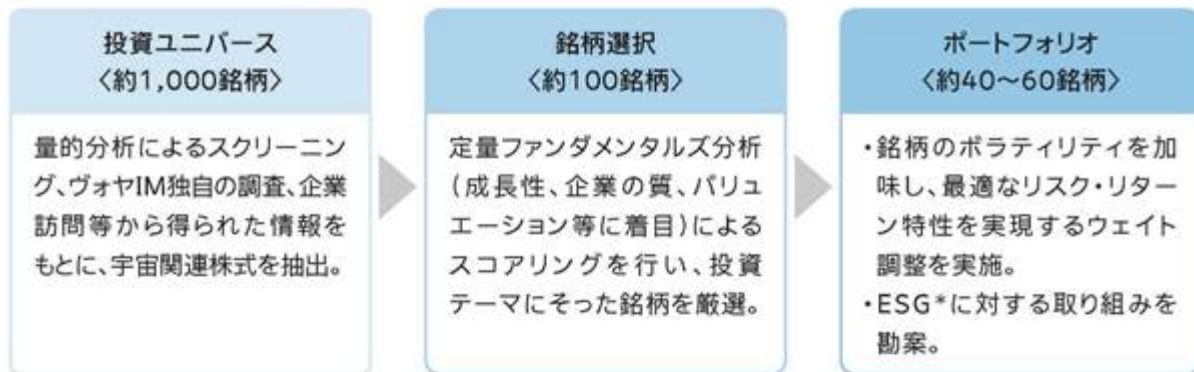 投資ユニバース
〈約1,000銘柄〉
量的分析によるスクリーニン
グ、ヴォヤIM独自の調査、企業
訪問等から得られた情報を
もとに、宇宙関連株式を抽出。
銘柄選択
〈約100銘柄〉
定量ファンダメンタルズ分析
(成長性、企業の質、バリュ
エーション等に着目)による
スコアリングを行い、投資
テーマにそった銘柄を厳選。
ポートフォリオ
〈約40～60銘柄〉
・銘柄のボラティリティを加
味し、最適なリスク・リター
ン特性を実現するウェイト
調整を実施。
・ESG*に対する取り組みを
勘案。